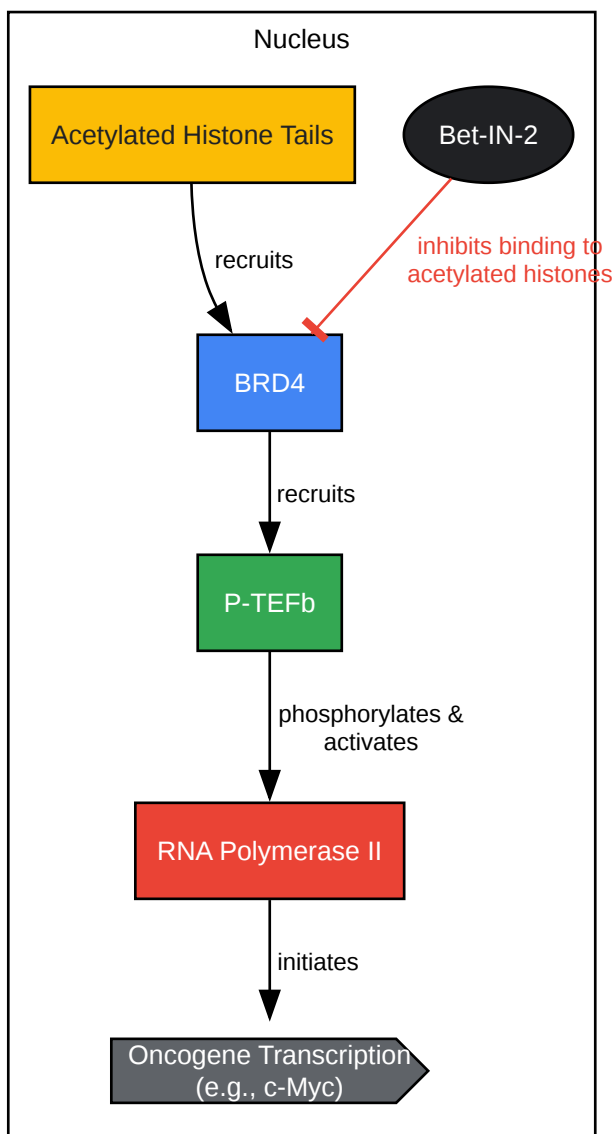 Nucleus
Acetylated Histone Tails
Bet-IN-2
recruits
inhibits binding to
acetylated histones
BRD4
recruits
P-TEFb
phosphorylates &
activates
RNA Polymerase II
initiates
Oncogene Transcription
(e.g., c-Myc)